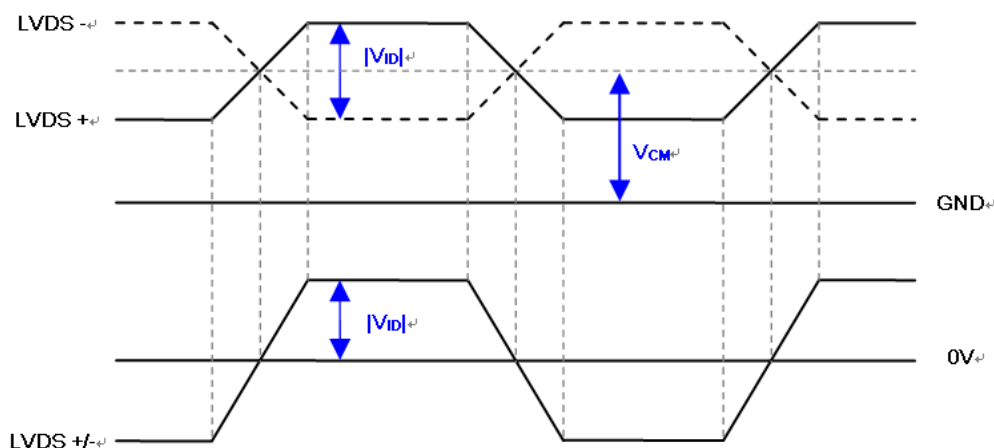 LVDS -↵
|VID|↵
LVDS +↵
VCM↵
GND↵
|VID|↵
0V↵
LVDS +/-↵